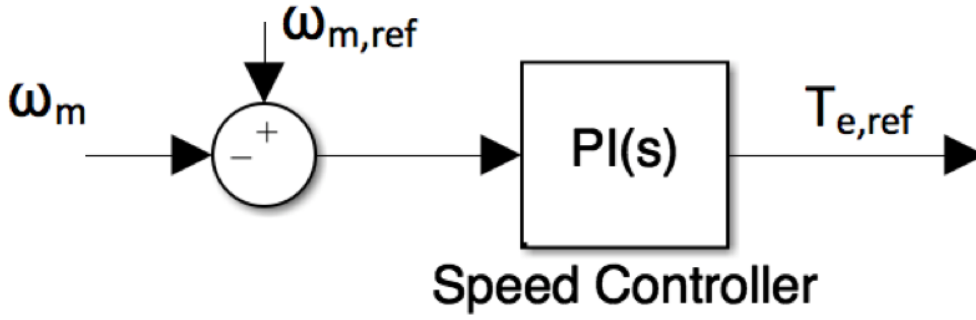 ω_m,ref
ω_m
+
−
PI(s)
T_e,ref
Speed Controller